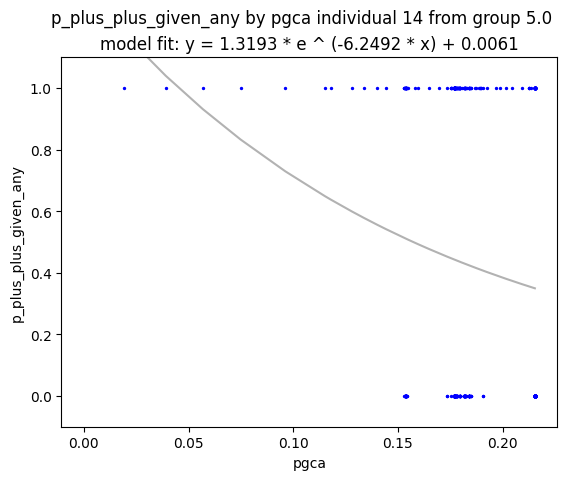 p_plus_plus_given_any by pgca individual 14 from group 5.0
model fit: y = 1.3193 * e ^ (-6.2492 * x) + 0.0061
1.0
0.8
0.6
0.4
0.2
0.0
p_plus_plus_given_any
0.00 0.05 0.10 0.15 0.20
pgca